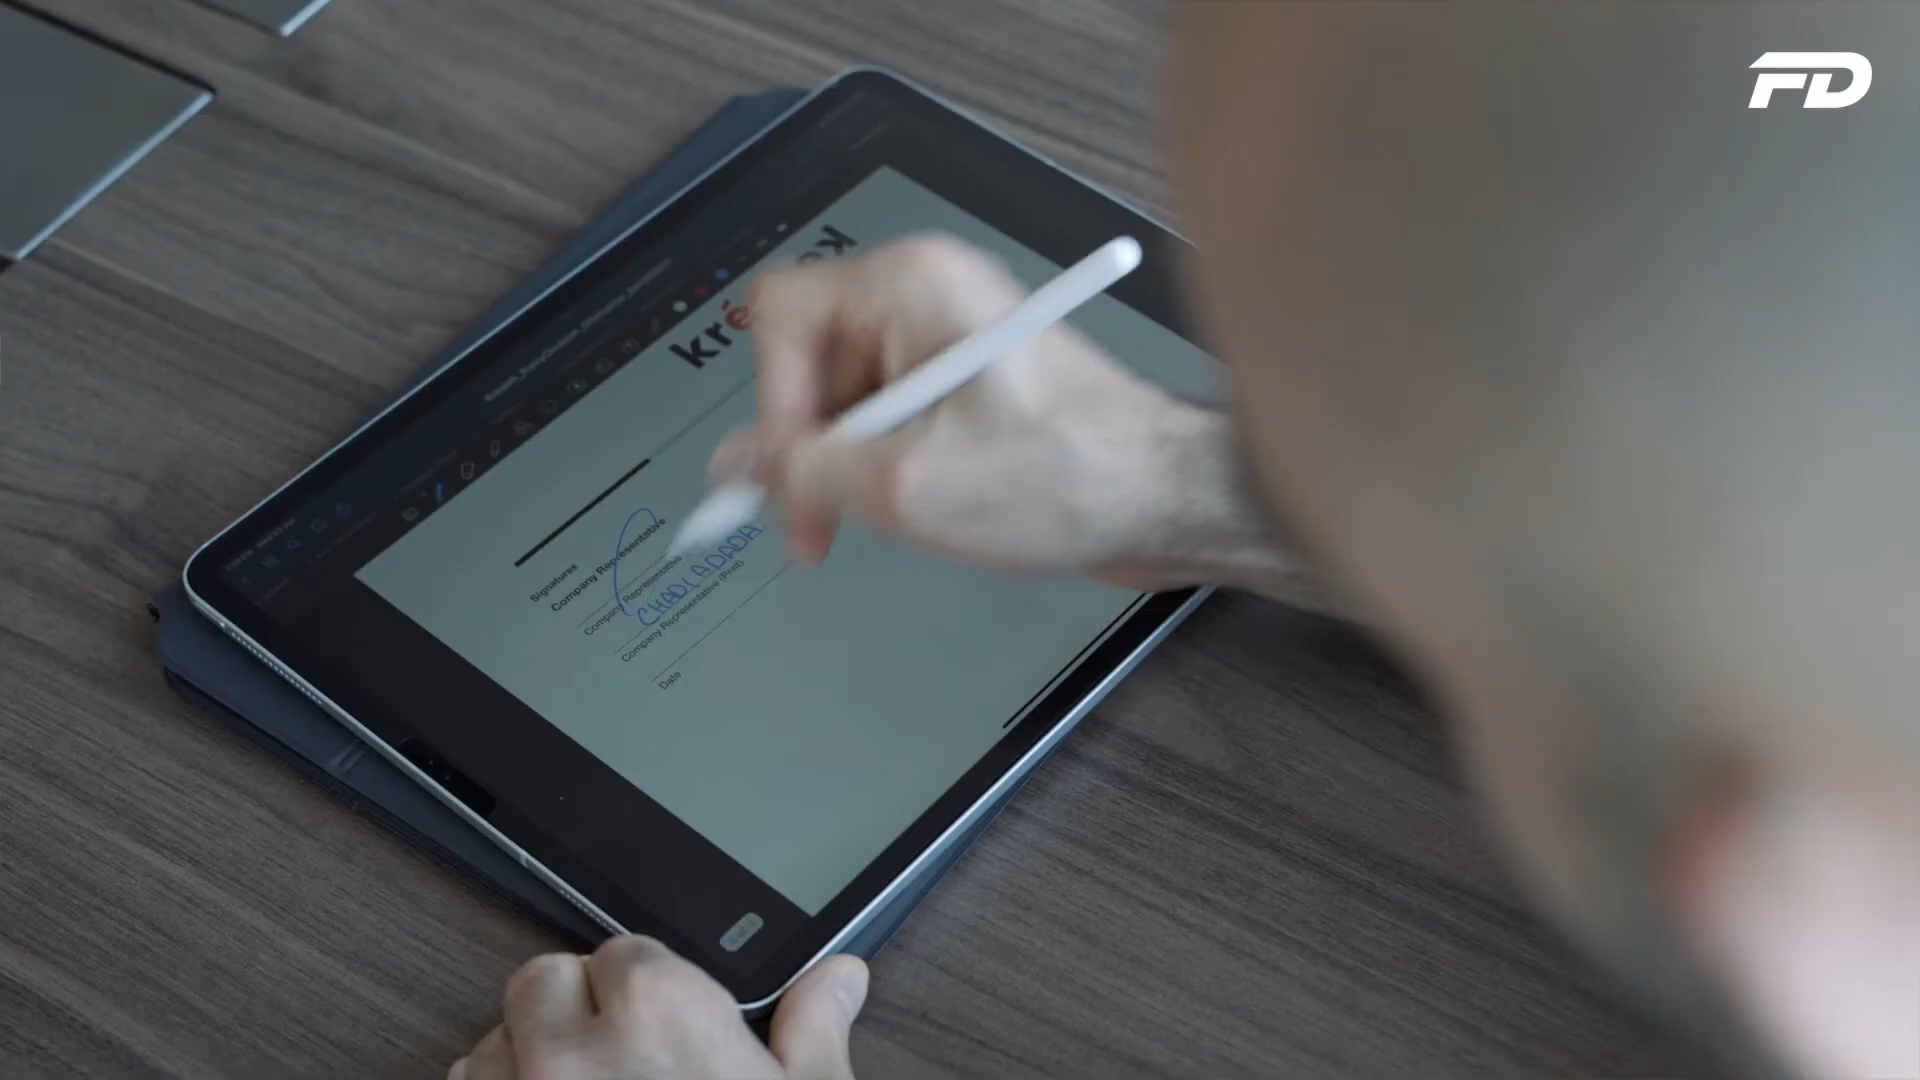 FD
kré
Signatures
Company Representative
Company Representative
CHADLADADA
Company Representative (Print)
Date